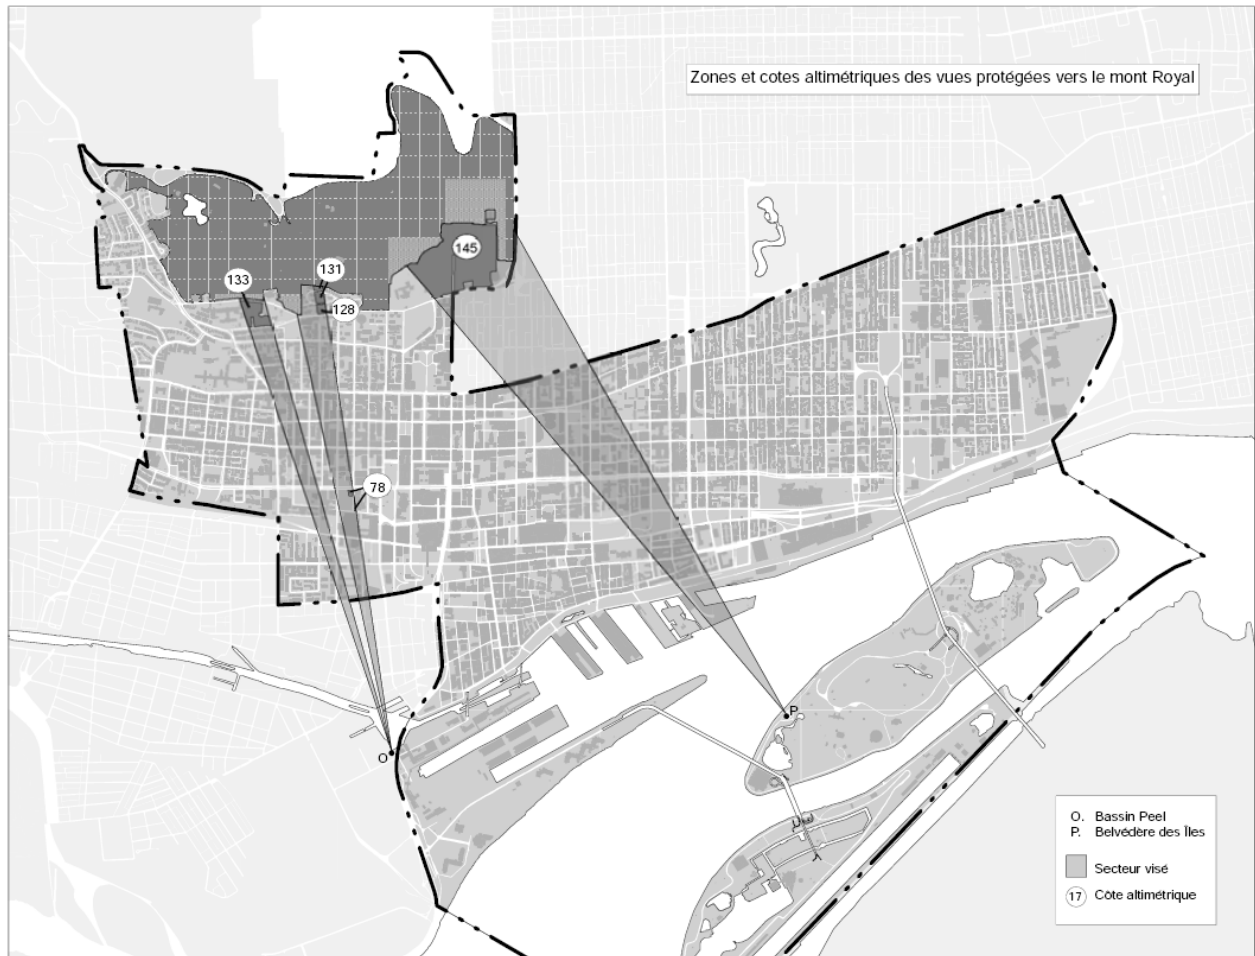 Zones et cotes altimétriques des vues protégées vers le mont Royal
145
131
133
128
78
P
O
O. Bassin Peel
P. Belvédère des Îles
Secteur visé
17 Côte altimétrique